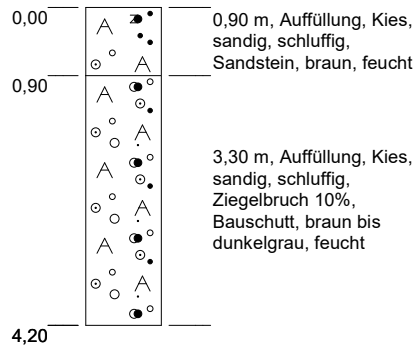 0,00
0,90 m, Auffüllung, Kies,
sandig, schluffig,
Sandstein, braun, feucht
0,90
3,30 m, Auffüllung, Kies,
sandig, schluffig,
Ziegelbruch 10%,
Bauschutt, braun bis
dunkelgrau, feucht
4,20